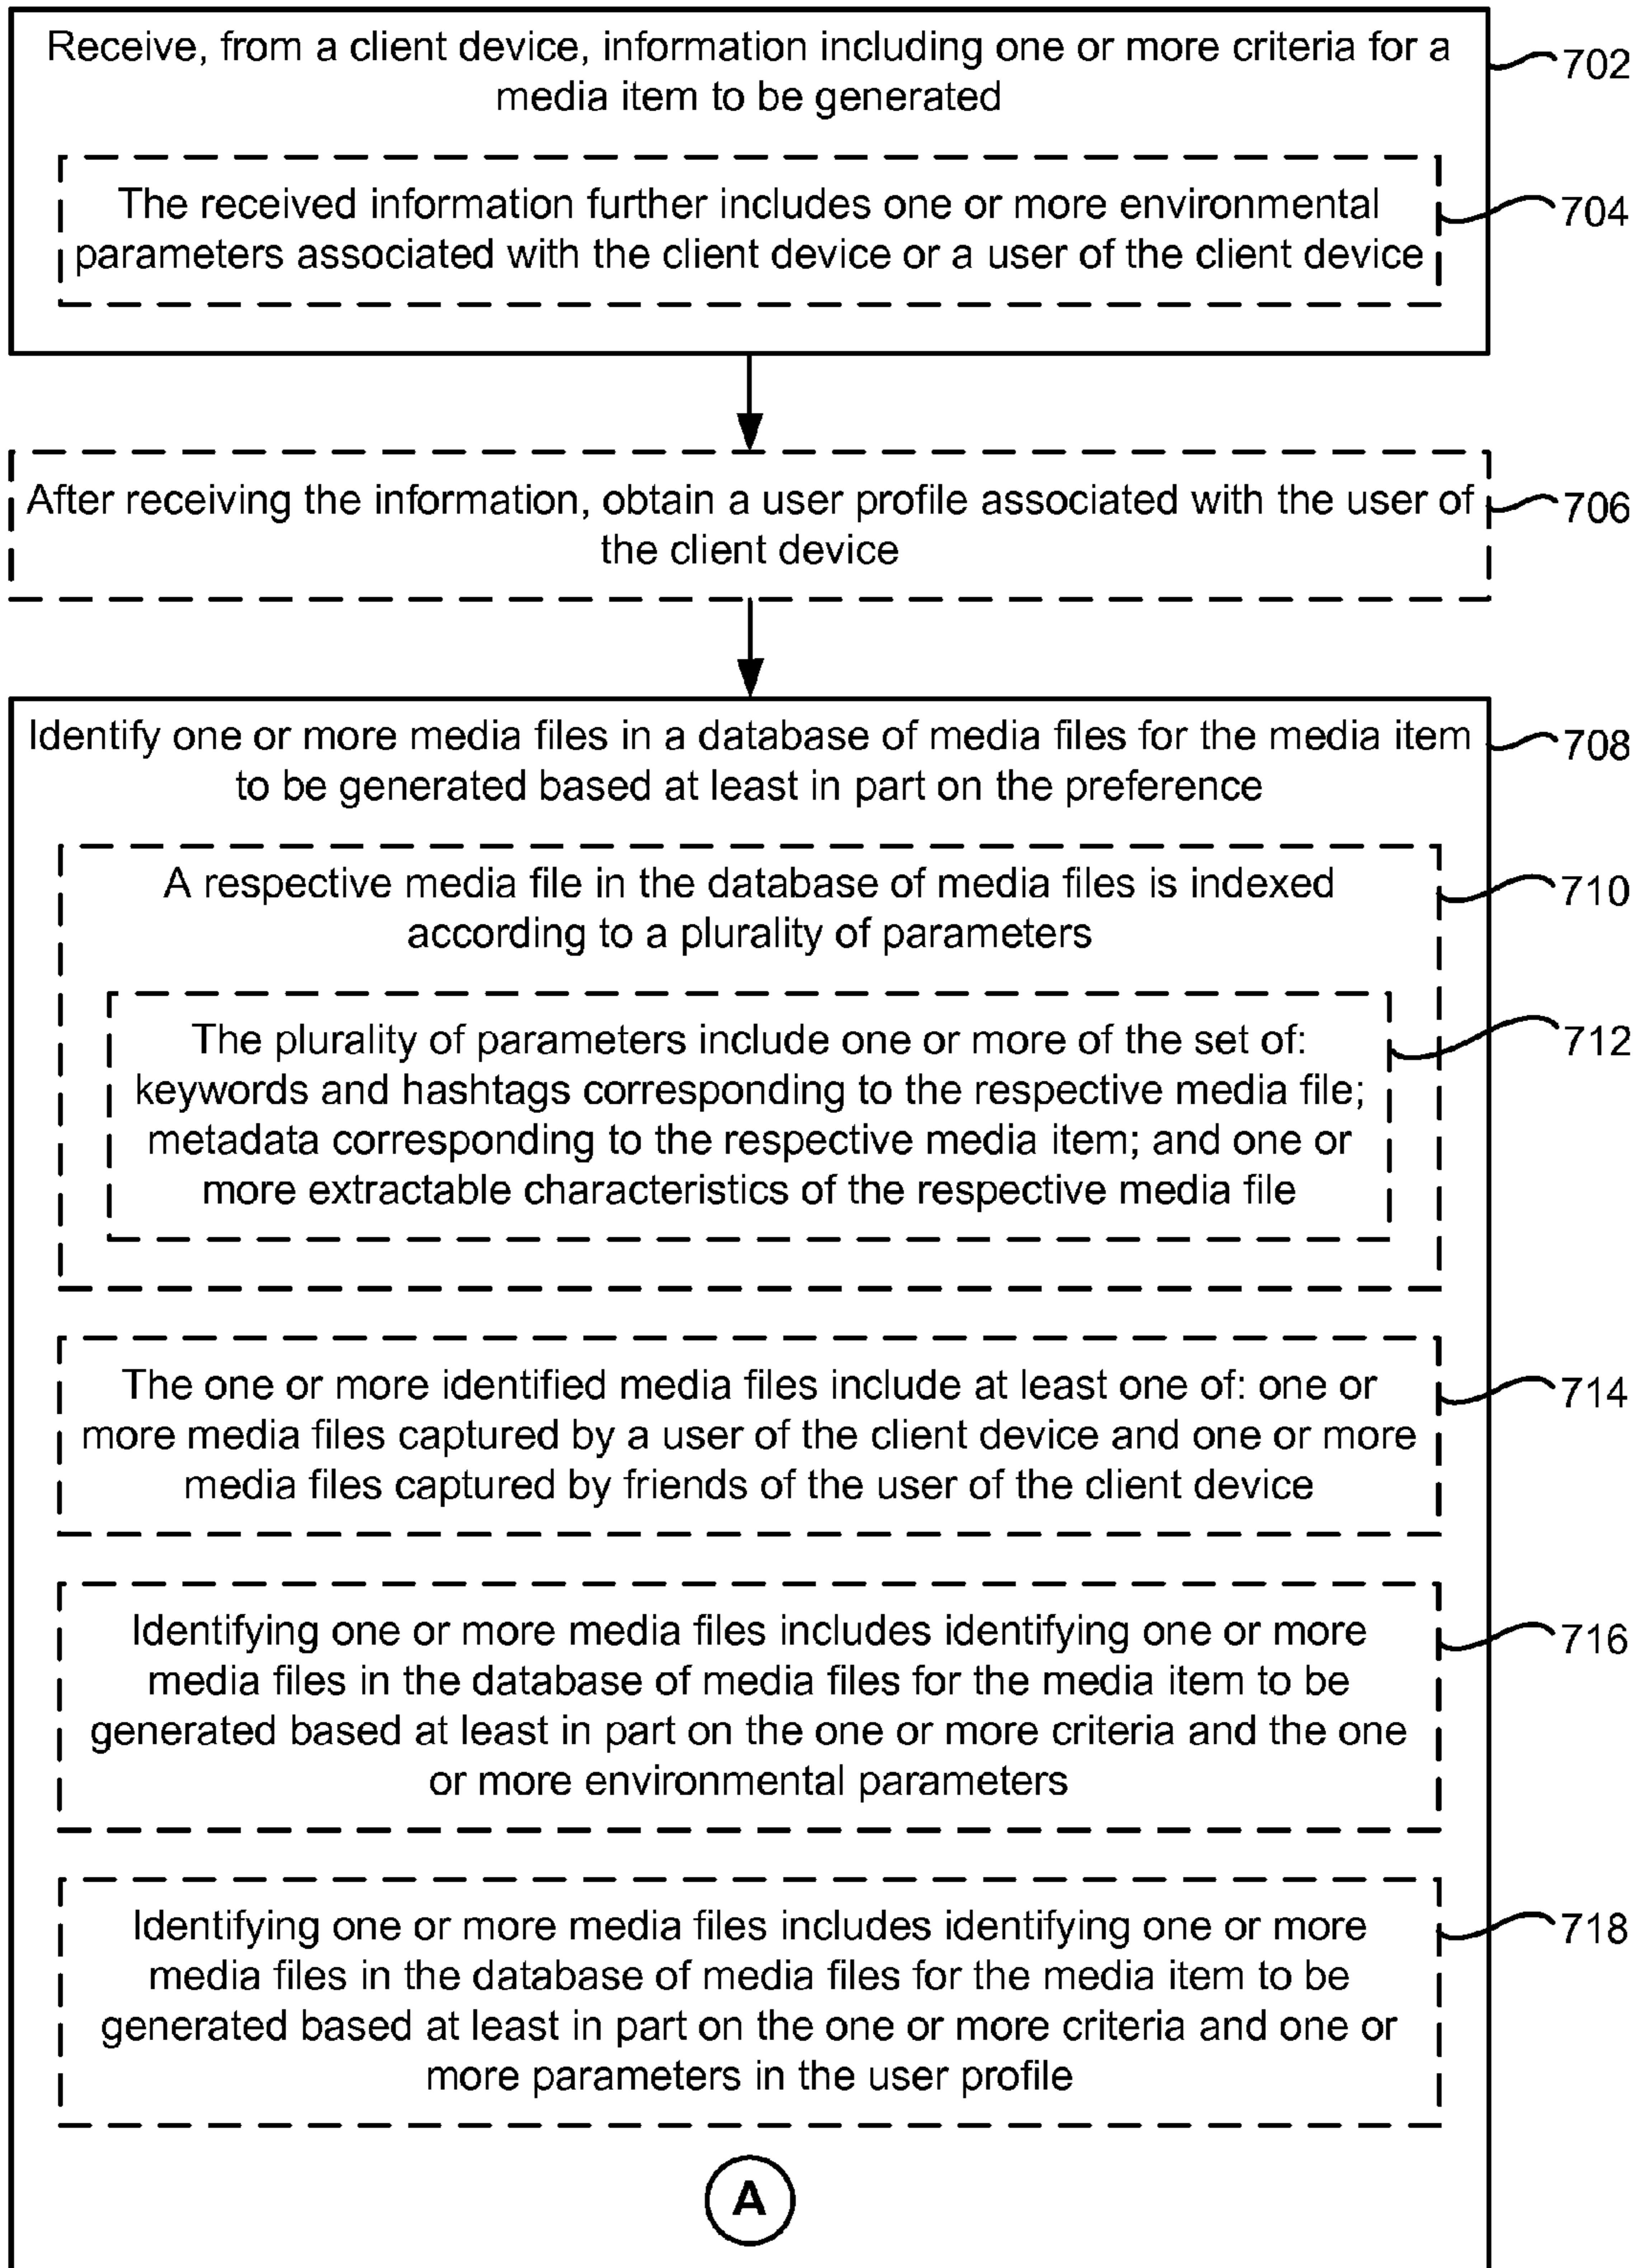 Receive, from a client device, information including one or more criteria for a
media item to be generated
702
The received information further includes one or more environmental
parameters associated with the client device or a user of the client device
704
After receiving the information, obtain a user profile associated with the user of
the client device
706
Identify one or more media files in a database of media files for the media item
to be generated based at least in part on the preference
708
A respective media file in the database of media files is indexed
according to a plurality of parameters
710
The plurality of parameters include one or more of the set of:
keywords and hashtags corresponding to the respective media file;
metadata corresponding to the respective media item; and one or
more extractable characteristics of the respective media file
712
The one or more identified media files include at least one of: one or
more media files captured by a user of the client device and one or more
media files captured by friends of the user of the client device
714
Identifying one or more media files includes identifying one or more
media files in the database of media files for the media item to be
generated based at least in part on the one or more criteria and the one
or more environmental parameters
716
Identifying one or more media files includes identifying one or more
media files in the database of media files for the media item to be
generated based at least in part on the one or more criteria and one or
more parameters in the user profile
718
A